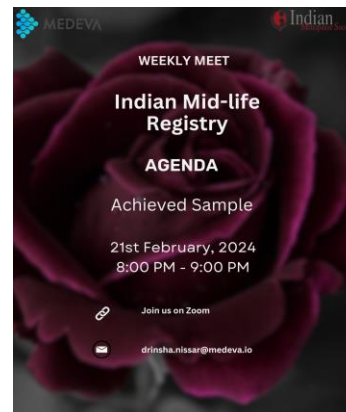 MEDEVA
Indian
WEEKLY MEET
Indian Mid-life
Registry
AGENDA
Achieved Sample
21st February, 2024
8:00 PM - 9:00 PM
Join us on Zoom
drinsha.nissar@medeva.io